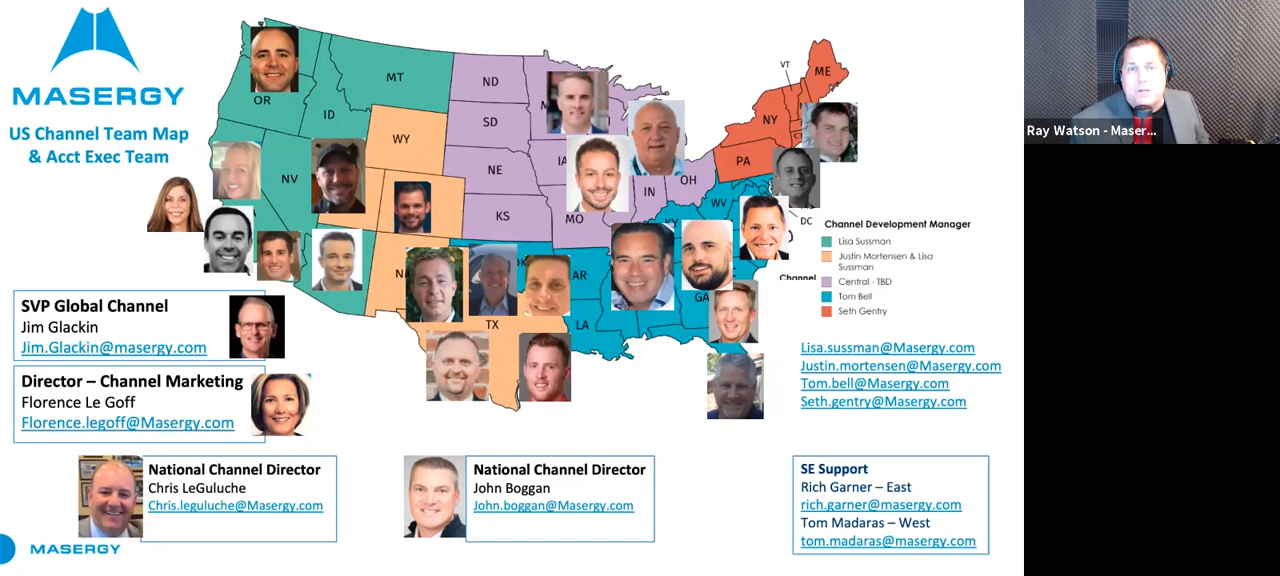 MASERGY
US Channel Team Map
& Acct Exec Team
OR
MT
ID
NV
WY
ND
SD
NE
KS
IA
MO
IN
OH
WV
AR
LA
GA
TX
VT
ME
NY
PA
DC
Channel Development Manager
Lisa Sussman
Justin Mortensen & Lisa
Sussman
Central - TBD
Tom Bell
Seth Gentry
Channel
SVP Global Channel
Jim Glackin
Jim.Glackin@masergy.com
Director – Channel Marketing
Florence Le Goff
Florence.legoff@Masergy.com
Lisa.sussman@Masergy.com
Justin.mortensen@Masergy.com
Tom.bell@Masergy.com
Seth.gentry@Masergy.com
National Channel Director
Chris LeGuluche
Chris.leguluche@Masergy.com
National Channel Director
John Boggan
John.boggan@Masergy.com
SE Support
Rich Garner – East
rich.garner@masergy.com
Tom Madaras – West
tom.madaras@masergy.com
MASERGY
Ray Watson - Maser...